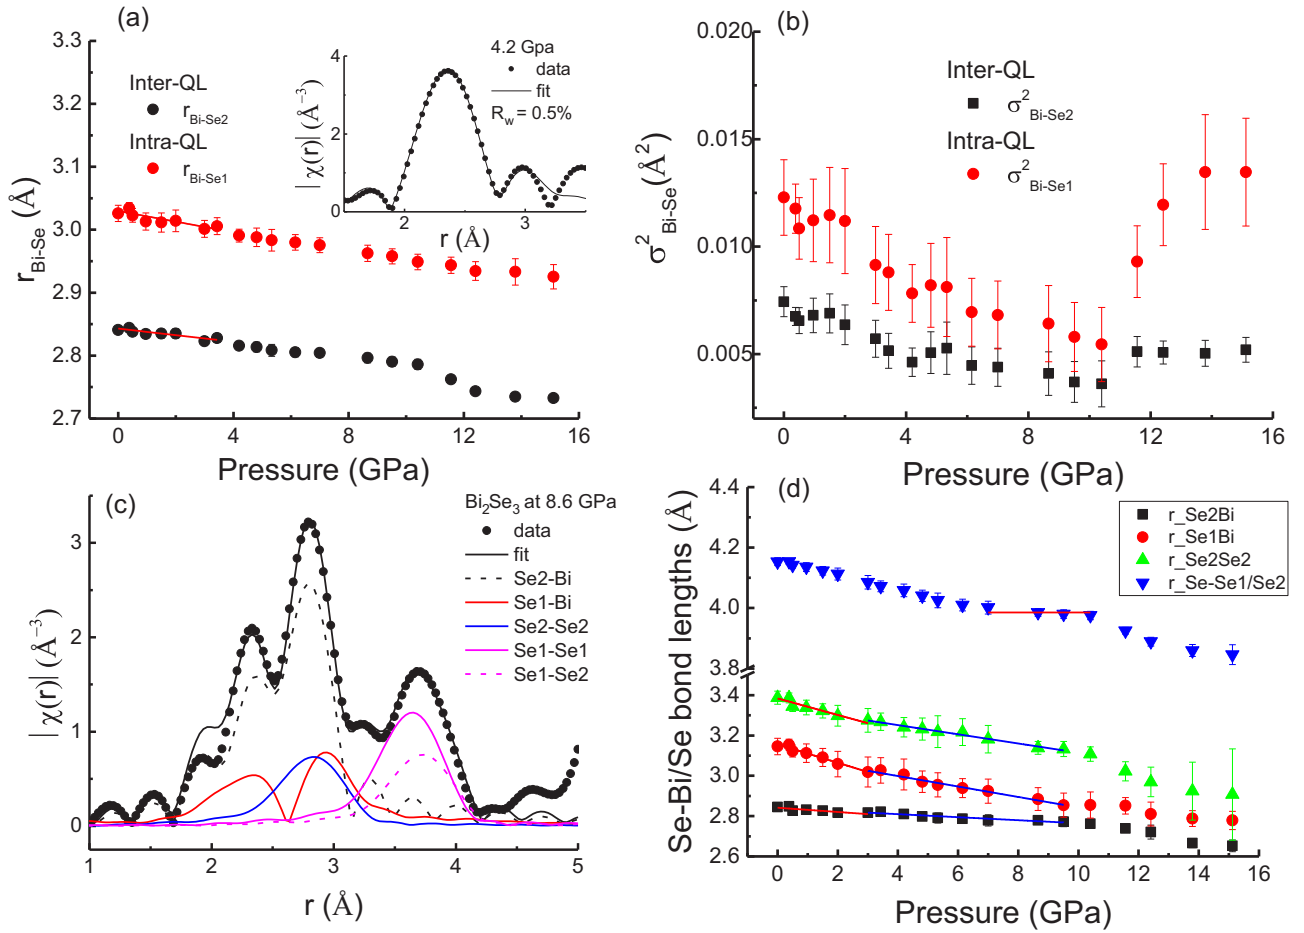 (a)
3.3
3.2
3.1
3.0
2.9
2.8
2.7
r_Bi-Se (Å)
Inter-QL
r_Bi-Se2
Intra-QL
r_Bi-Se1
4
2
0
|χ(r)| (Å⁻³)
4.2 Gpa
data
fit
R_w = 0.5%
2 3
r (Å)
0 4 8 12 16
Pressure (GPa)
(b)
0.020
0.015
0.010
0.005
σ²_Bi-Se(Å²)
Inter-QL
σ²_Bi-Se2
Intra-QL
σ²_Bi-Se1
0 4 8 12 16
Pressure (GPa)
(c)
3
2
1
0
|χ(r)| (Å⁻³)
Bi₂Se₃ at 8.6 GPa
data
fit
Se2-Bi
Se1-Bi
Se2-Se2
Se1-Se1
Se1-Se2
1 2 3 4 5
r (Å)
(d)
4.4
4.2
4.0
3.8
3.4
3.2
3.0
2.8
2.6
Se-Bi/Se bond lengths (Å)
r_Se2Bi
r_Se1Bi
r_Se2Se2
r_Se-Se1/Se2
0 2 4 6 8 10 12 14 16
Pressure (GPa)